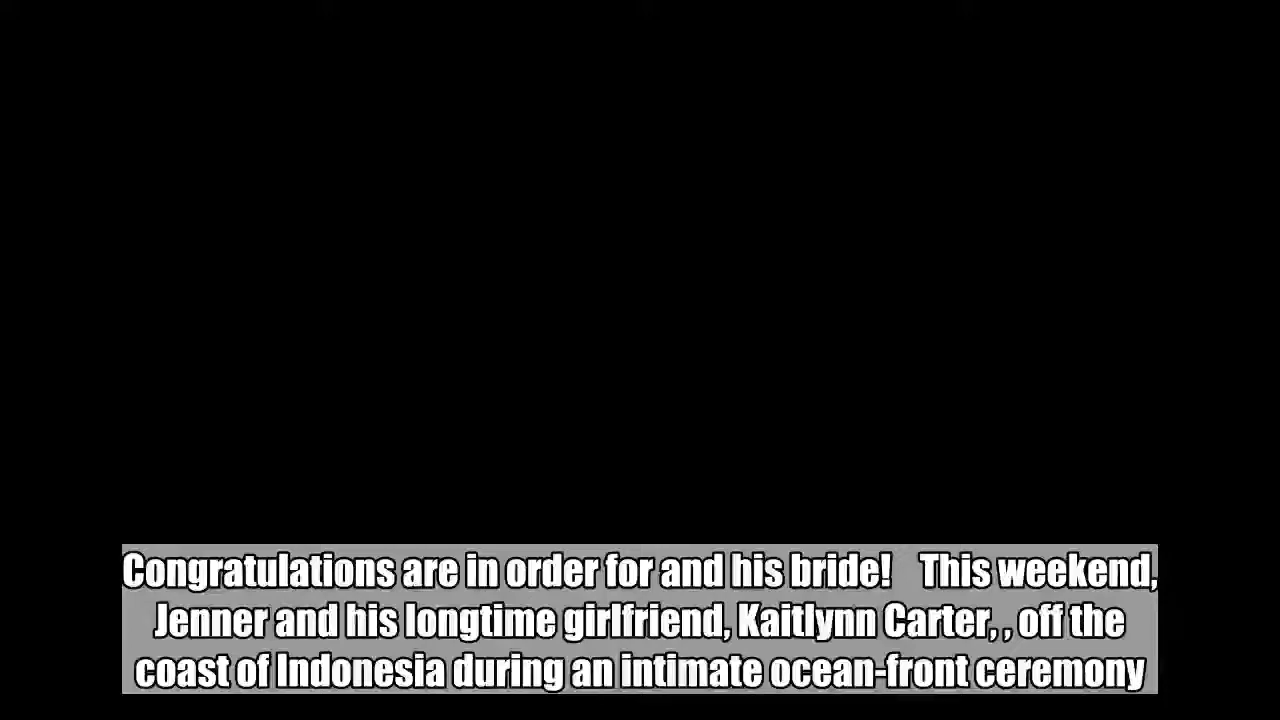 Congratulations are in order for and his bride!    This weekend,
Jenner and his longtime girlfriend, Kaitlynn Carter, , off the
coast of Indonesia during an intimate ocean-front ceremony